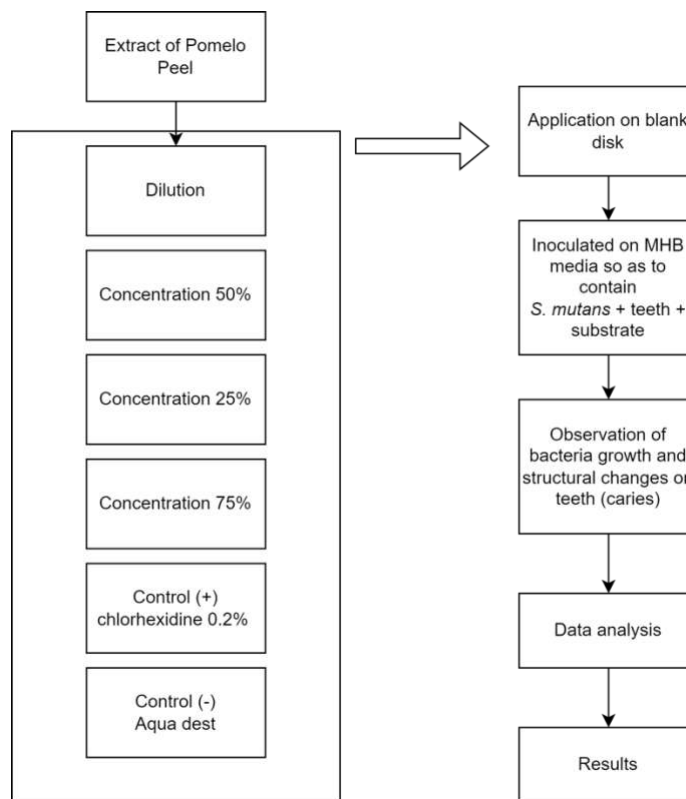 Extract of Pomelo
Peel
Dilution
Concentration 50%
Concentration 25%
Concentration 75%
Control (+)
chlorhexidine 0.2%
Control (-)
Aqua dest
Application on blank
disk
Inoculated on MHB
media so as to
contain
S. mutans + teeth +
substrate
Observation of
bacteria growth and
structural changes on
teeth (caries)
Data analysis
Results